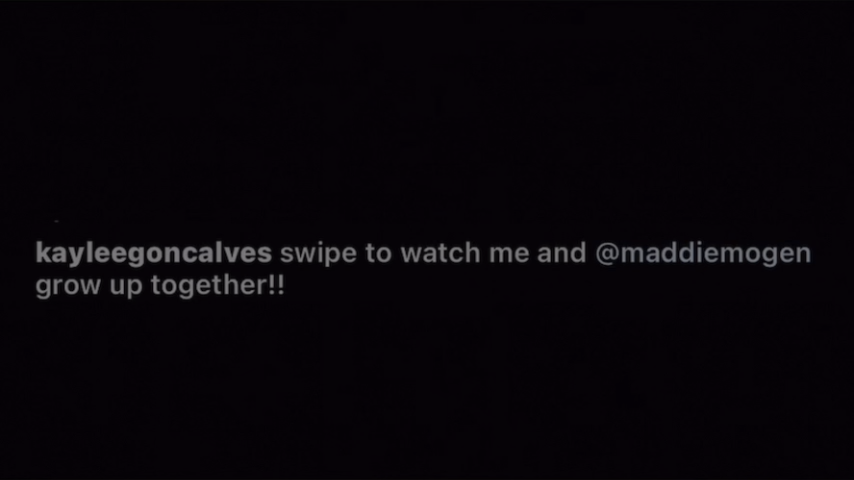 kayleegoncalves swipe to watch me and @maddiemogen
grow up together!!